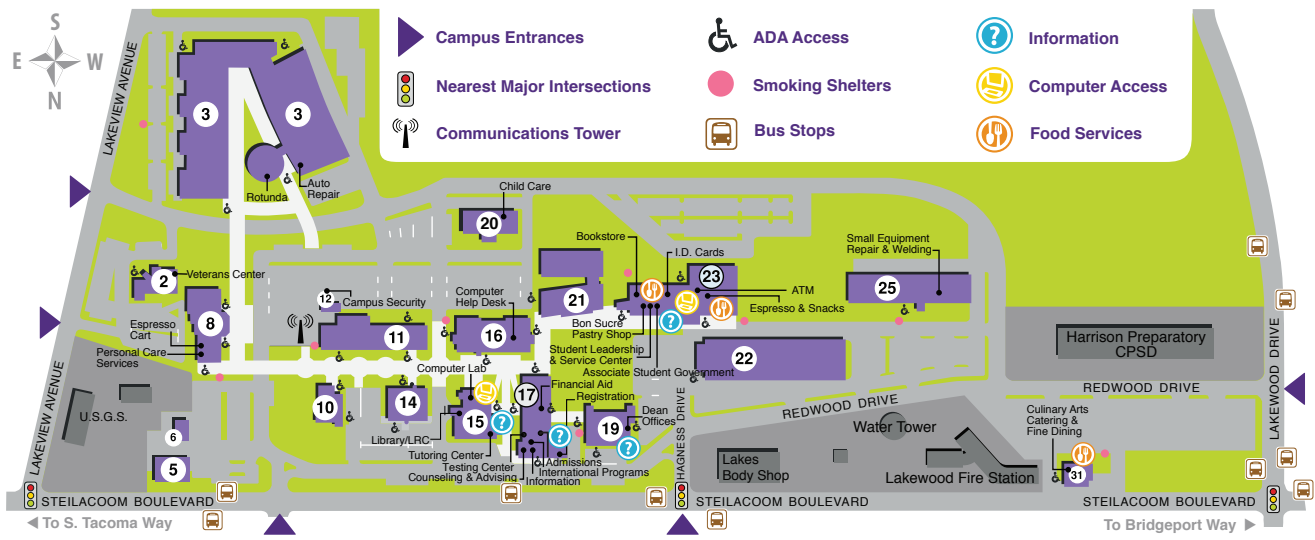 S
E
W
N
LAKEVIEW AVENUE
Campus Entrances
Nearest Major Intersections
Communications Tower
ADA Access
Smoking Shelters
Bus Stops
Information
Computer Access
Food Services
3
3
Rotunda
Auto
Repair
Child Care
20
2
Veterans Center
8
Espresso
Cart
Personal Care
Services
12
Campus Security
11
Computer
Help Desk
16
21
Bookstore
I.D. Cards
23
ATM
Espresso & Snacks
Bon Sucré
Pastry Shop
Student Leadership
& Service Center
Associate Student Government
Small Equipment
Repair & Welding
25
22
Harrison Preparatory
CPSD
REDWOOD DRIVE
REDWOOD DRIVE
LAKEWOOD DRIVE
LAKEVIEW AVENUE
U.S.G.S.
6
5
10
14
Computer Lab
15
Library/LRC
Tutoring Center
Testing Center
Counseling & Advising
17
Financial Aid
Registration
Admissions
International Programs
Information
19
Dean
Offices
HAGNESS DRIVE
Water Tower
Lakes
Body Shop
Lakewood Fire Station
Culinary Arts
Catering &
Fine Dining
31
STEILACOOM BOULEVARD
STEILACOOM BOULEVARD
STEILACOOM BOULEVARD
To S. Tacoma Way
To Bridgeport Way